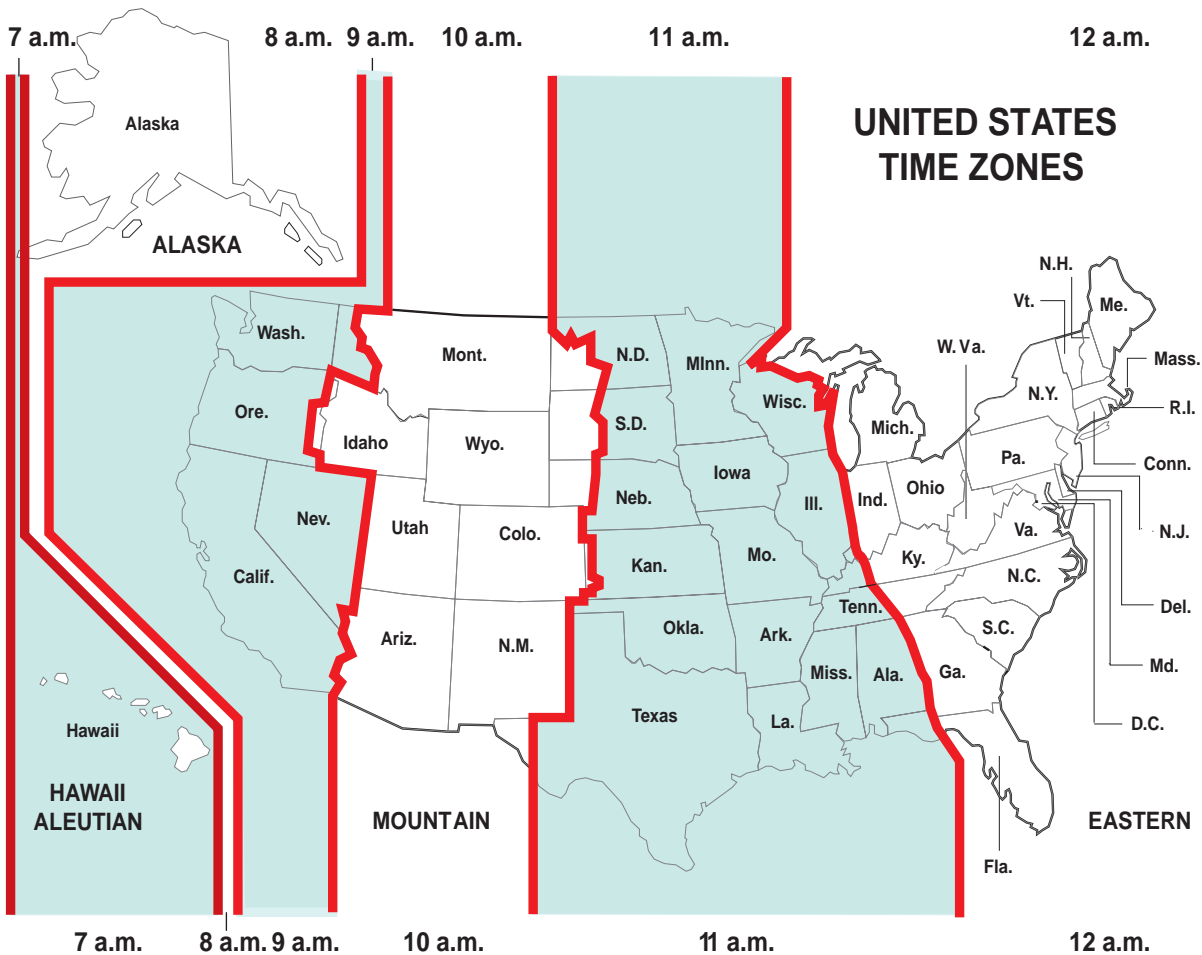 7 a.m. 8 a.m. 9 a.m. 10 a.m. 11 a.m. 12 a.m.
UNITED STATES
TIME ZONES
Alaska
ALASKA
N.H.
Vt.
Me.
Wash.
Mont.
N.D.
MInn.
W.Va.
Mass.
Ore.
Idaho
Wyo.
S.D.
Wisc.
Mich.
N.Y.
R.I.
Iowa
Pa.
Conn.
Nev.
Utah
Colo.
Neb.
Ill.
Ind.
Ohio
Va.
N.J.
Calif.
Kan.
Mo.
Ky.
N.C.
Del.
Ariz.
N.M.
Okla.
Ark.
Tenn.
S.C.
Md.
Hawaii
Texas
La.
Miss.
Ala.
Ga.
D.C.
HAWAII
ALEUTIAN
MOUNTAIN
EASTERN
Fla.
7 a.m. 8 a.m. 9 a.m. 10 a.m. 11 a.m. 12 a.m.